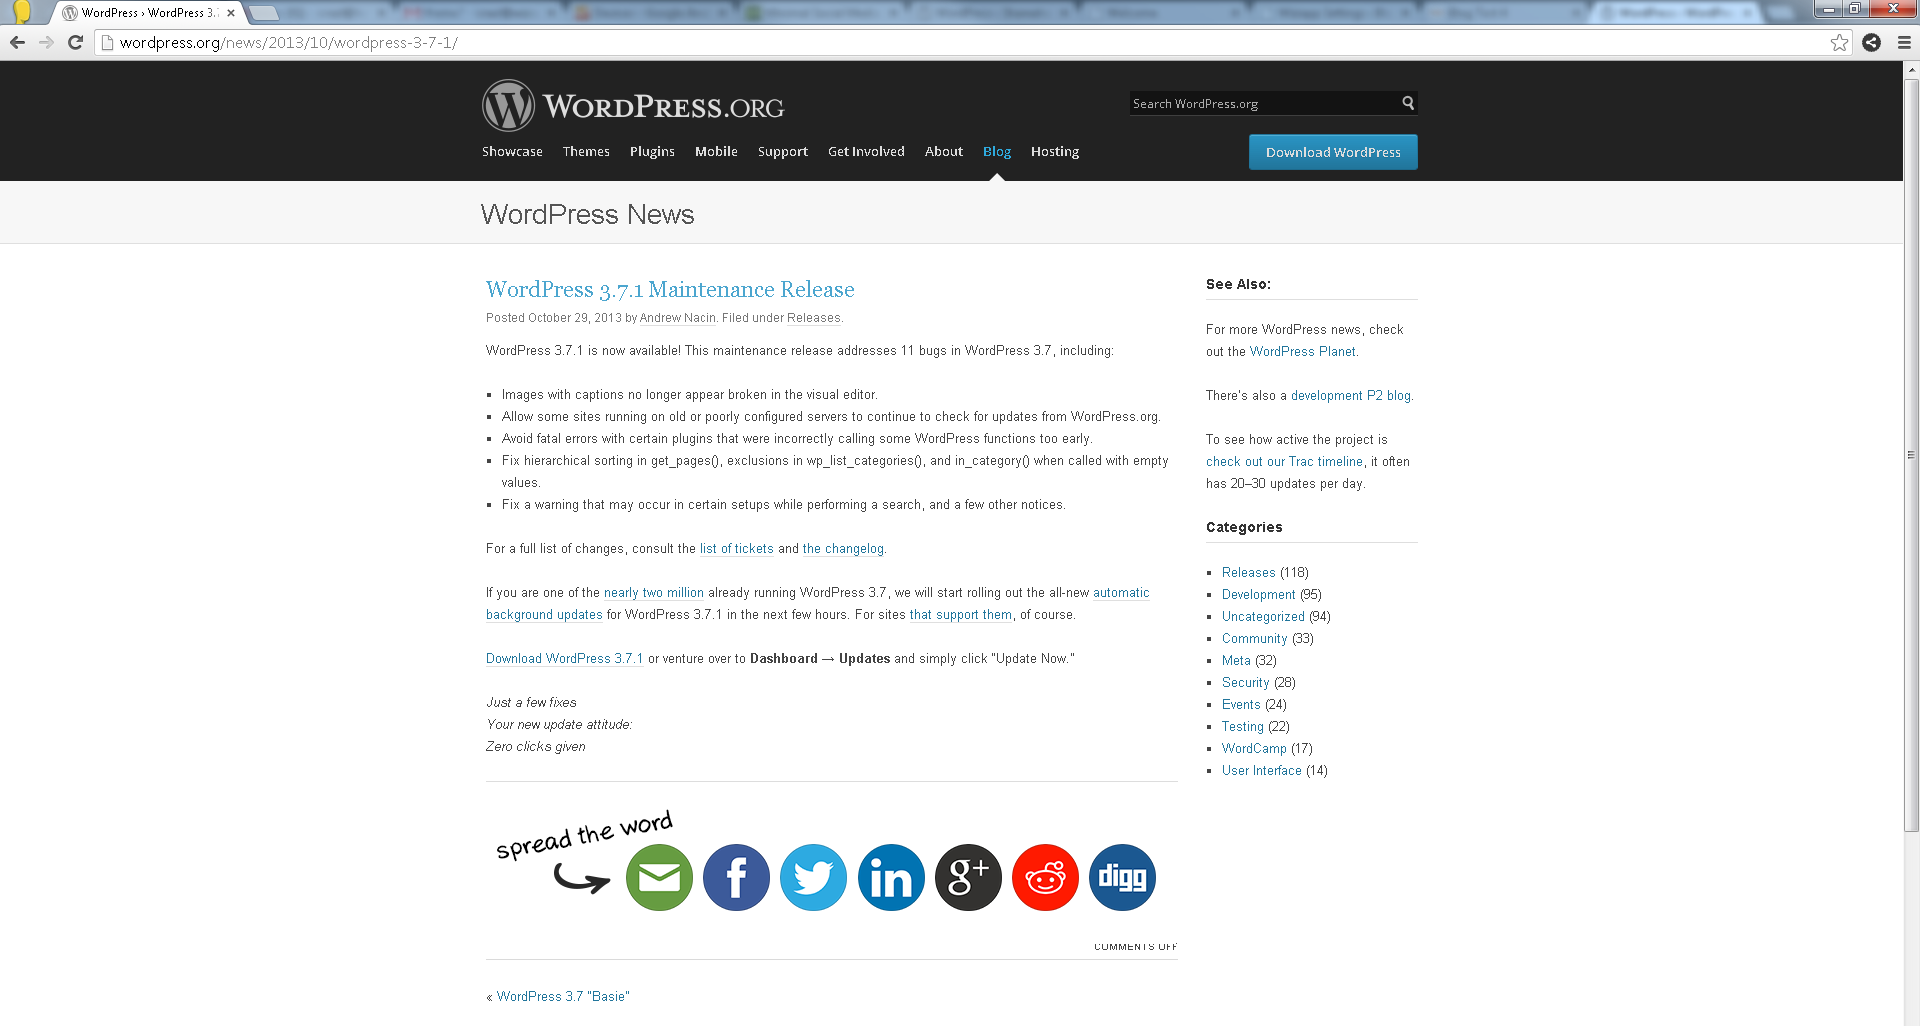 WordPress › WordPress 3.
wordpress.org/news/2013/10/wordpress-3-7-1/
WORDPRESS.ORG
Search WordPress.org
Showcase Themes Plugins Mobile Support Get Involved About Blog Hosting
Download WordPress
WordPress News
WordPress 3.7.1 Maintenance Release
Posted October 29, 2013 by Andrew Nacin. Filed under Releases.
WordPress 3.7.1 is now available! This maintenance release addresses 11 bugs in WordPress 3.7, including:
▪ Images with captions no longer appear broken in the visual editor.
▪ Allow some sites running on old or poorly configured servers to continue to check for updates from WordPress.org.
▪ Avoid fatal errors with certain plugins that were incorrectly calling some WordPress functions too early.
▪ Fix hierarchical sorting in get_pages(), exclusions in wp_list_categories(), and in_category() when called with empty
values.
▪ Fix a warning that may occur in certain setups while performing a search, and a few other notices.
For a full list of changes, consult the list of tickets and the changelog.
If you are one of the nearly two million already running WordPress 3.7, we will start rolling out the all-new automatic
background updates for WordPress 3.7.1 in the next few hours. For sites that support them, of course.
Download WordPress 3.7.1 or venture over to Dashboard → Updates and simply click "Update Now."
Just a few fixes
Your new update attitude:
Zero clicks given
spread the word
f
in
g+
digg
COMMENTS OFF
« WordPress 3.7 "Basie"
See Also:
For more WordPress news, check
out the WordPress Planet.
There's also a development P2 blog.
To see how active the project is
check out our Trac timeline, it often
has 20–30 updates per day.
Categories
▪ Releases (118)
▪ Development (95)
▪ Uncategorized (94)
▪ Community (33)
▪ Meta (32)
▪ Security (28)
▪ Events (24)
▪ Testing (22)
▪ WordCamp (17)
▪ User Interface (14)